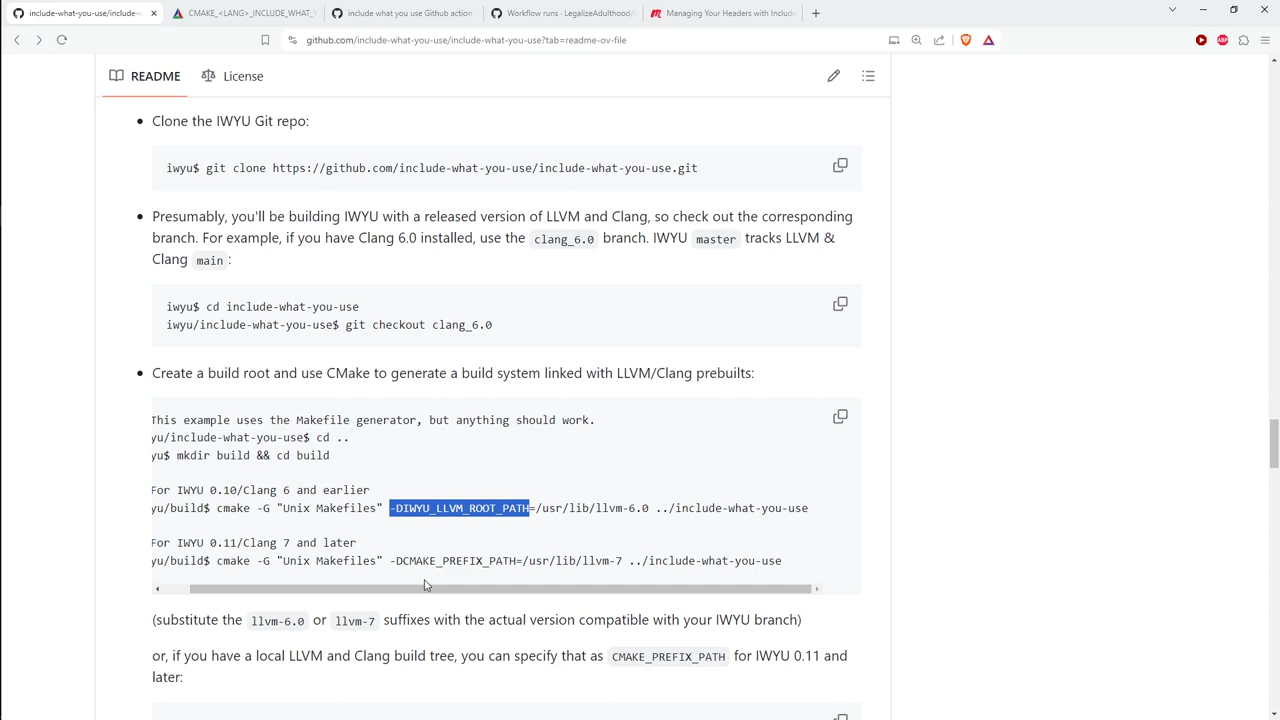 include-what-you-use/include-
CMAKE_<LANG>_INCLUDE_WHAT_
include what you use Github action
Workflow runs - LegalizeAdulthood/
Managing Your Headers with Includ
github.com/include-what-you-use/include-what-you-use?tab=readme-ov-file
README
License
Clone the IWYU Git repo:
iwyu$ git clone https://github.com/include-what-you-use/include-what-you-use.git
Presumably, you'll be building IWYU with a released version of LLVM and Clang, so check out the corresponding
branch. For example, if you have Clang 6.0 installed, use the clang_6.0 branch. IWYU master tracks LLVM &
Clang main :
iwyu$ cd include-what-you-use
iwyu/include-what-you-use$ git checkout clang_6.0
Create a build root and use CMake to generate a build system linked with LLVM/Clang prebuilts:
This example uses the Makefile generator, but anything should work.
yu/include-what-you-use$ cd ..
yu$ mkdir build && cd build
For IWYU 0.10/Clang 6 and earlier
yu/build$ cmake -G "Unix Makefiles" -DIWYU_LLVM_ROOT_PATH=/usr/lib/llvm-6.0 ../include-what-you-use
For IWYU 0.11/Clang 7 and later
yu/build$ cmake -G "Unix Makefiles" -DCMAKE_PREFIX_PATH=/usr/lib/llvm-7 ../include-what-you-use
(substitute the llvm-6.0 or llvm-7 suffixes with the actual version compatible with your IWYU branch)
or, if you have a local LLVM and Clang build tree, you can specify that as CMAKE_PREFIX_PATH for IWYU 0.11 and
later: